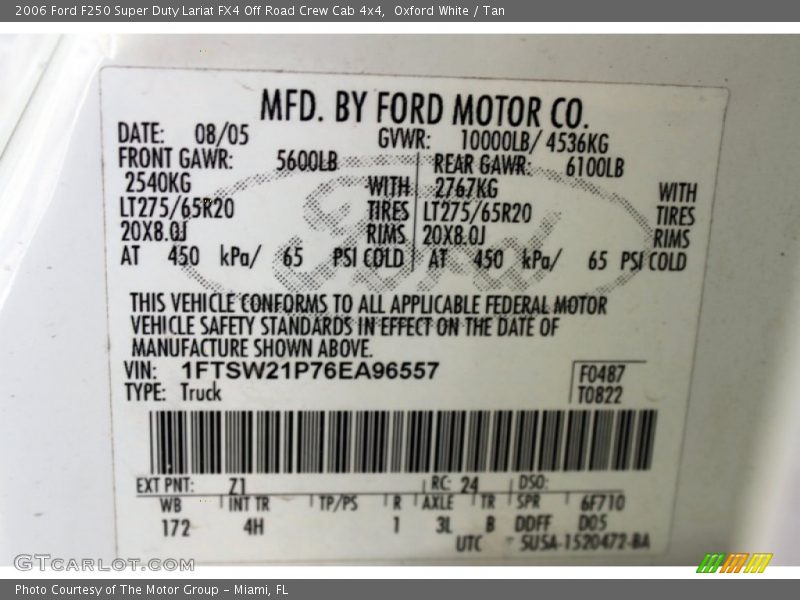 2006 Ford F250 Super Duty Lariat FX4 Off Road Crew Cab 4x4,  Oxford White / Tan
MFD. BY FORD MOTOR CO.
DATE: 08/05 GVWR: 10000LB/ 4536KG
FRONT GAWR: 5600LB REAR GAWR: 6100LB
2540KG WITH 2767KG WITH
LT275/65R20 TIRES LT275/65R20 TIRES
20X8.0J RIMS 20X8.0J RIMS
AT 450 kPa/ 65 PSI COLD AT 450 kPa/ 65 PSI COLD
Ford
THIS VEHICLE CONFORMS TO ALL APPLICABLE FEDERAL MOTOR
VEHICLE SAFETY STANDARDS IN EFFECT ON THE DATE OF
MANUFACTURE SHOWN ABOVE.
VIN: 1FTSW21P76EA96557 F0487
TYPE: Truck T0822
EXT PNT: Z1 RC: 24 DSO:
WB INT TR TP/PS R AXLE TR SPR 6F710
172 4H 1 3L B DDFF D05
UTC SUSA-1520472-BA
GTCARLOT.COM
Photo Courtesy of The Motor Group - Miami, FL